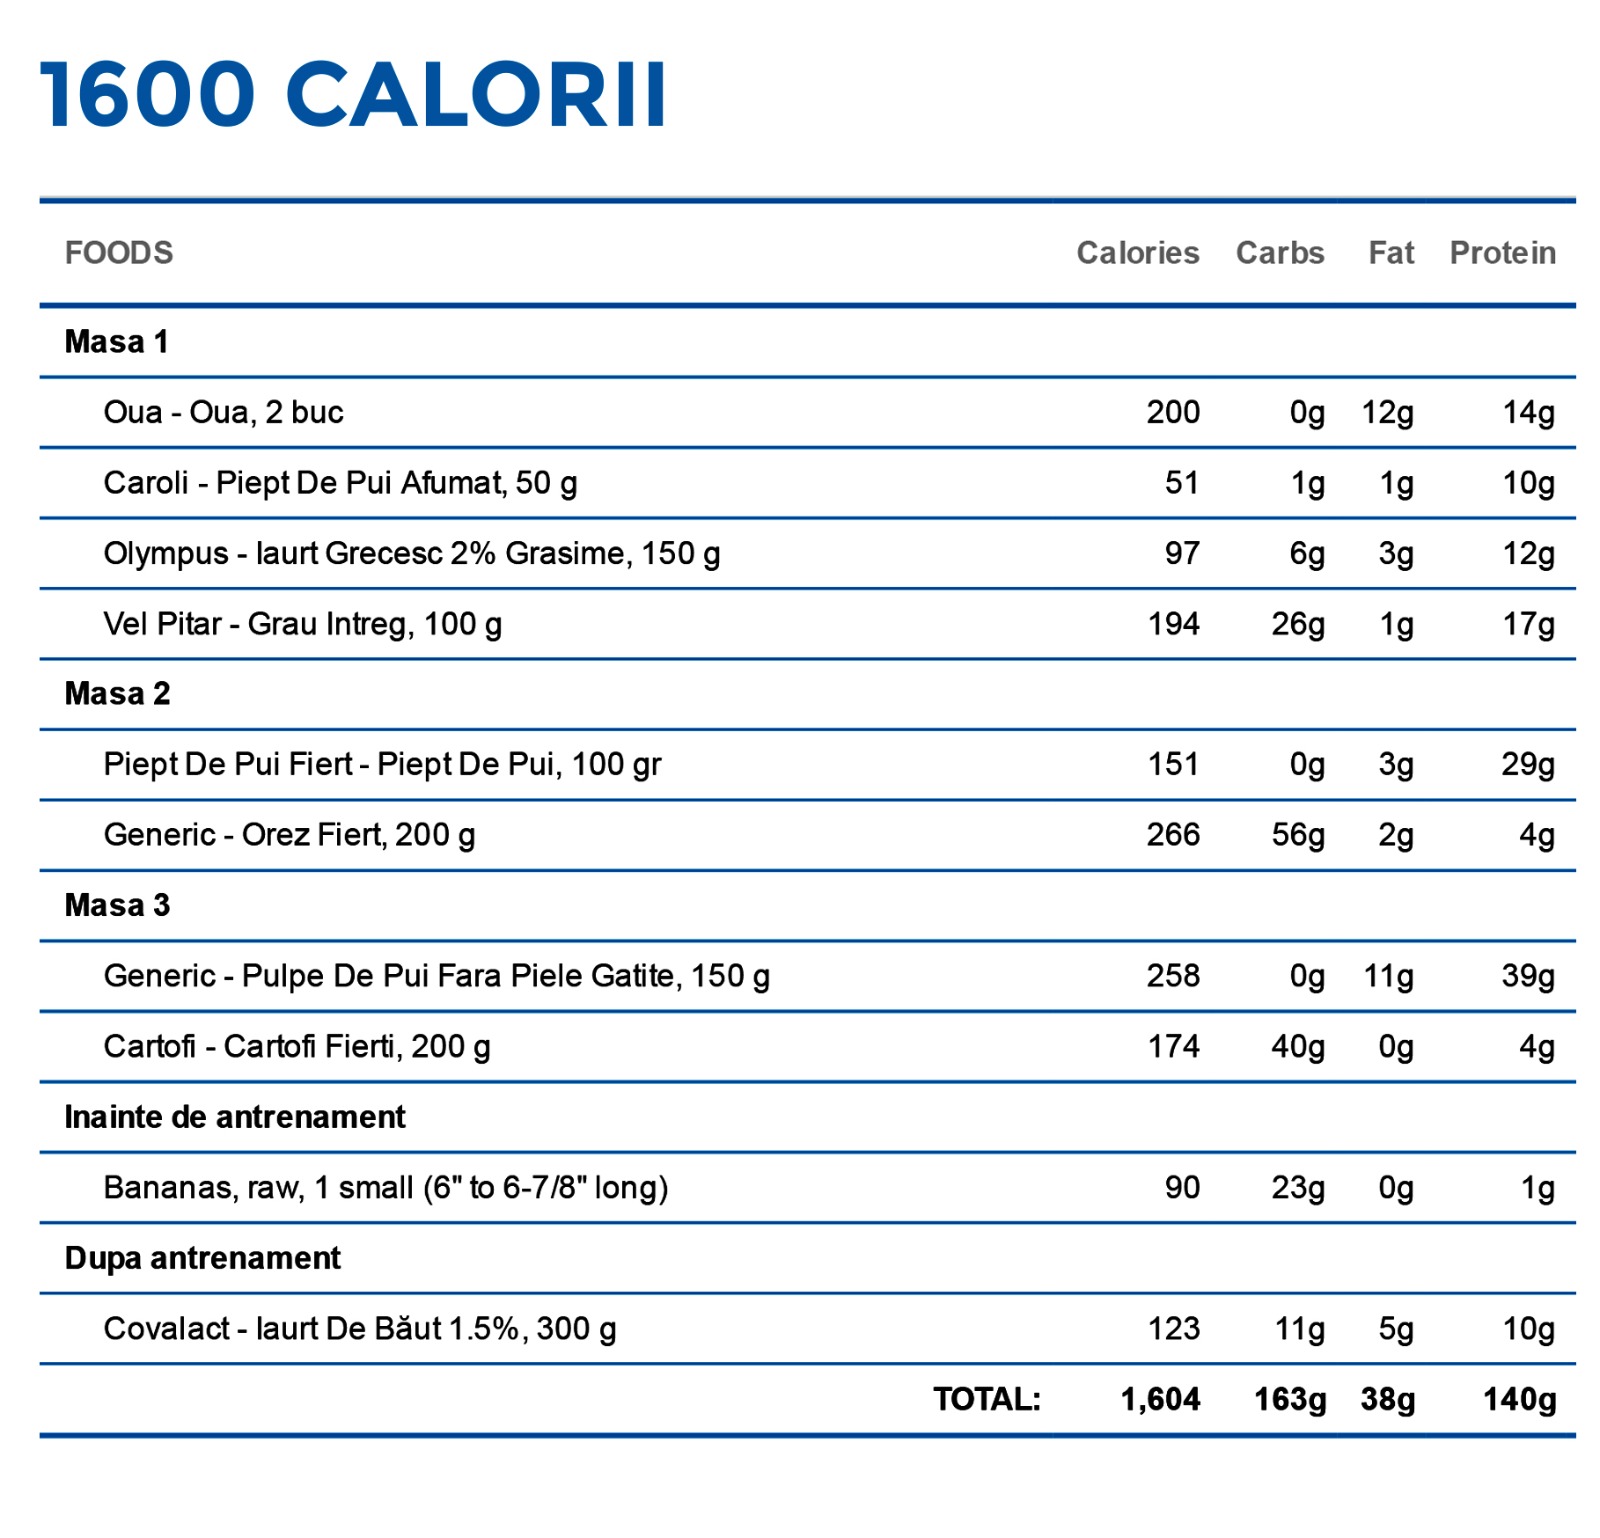 1600 CALORII
FOODS Calories Carbs Fat Protein
Masa 1
Oua - Oua, 2 buc 200 0g 12g 14g
Caroli - Piept De Pui Afumat, 50 g 51 1g 1g 10g
Olympus - Iaurt Grecesc 2% Grasime, 150 g 97 6g 3g 12g
Vel Pitar - Grau Intreg, 100 g 194 26g 1g 17g
Masa 2
Piept De Pui Fiert - Piept De Pui, 100 gr 151 0g 3g 29g
Generic - Orez Fiert, 200 g 266 56g 2g 4g
Masa 3
Generic - Pulpe De Pui Fara Piele Gatite, 150 g 258 0g 11g 39g
Cartofi - Cartofi Fierti, 200 g 174 40g 0g 4g
Inainte de antrenament
Bananas, raw, 1 small (6" to 6-7/8" long) 90 23g 0g 1g
Dupa antrenament
Covalact - Iaurt De Băut 1.5%, 300 g 123 11g 5g 10g
TOTAL: 1,604 163g 38g 140g